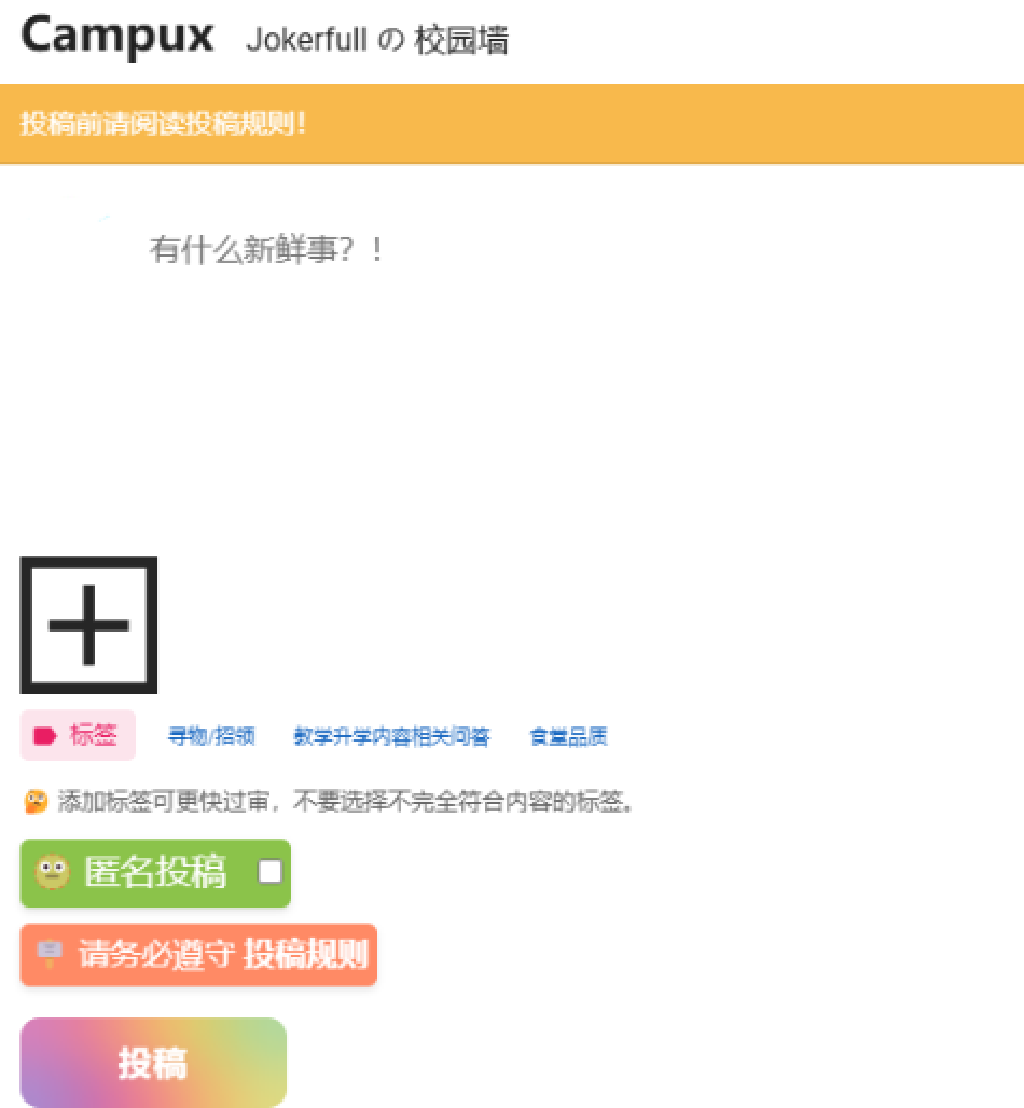 Campux Jokerfull の 校园墙
投稿前请阅读投稿规则！
有什么新鲜事？！
标签 寻物/招领 教学升学内容相关问答 食堂品质
添加标签可更快过审，不要选择不完全符合内容的标签。
匿名投稿
请务必遵守 投稿规则
投稿